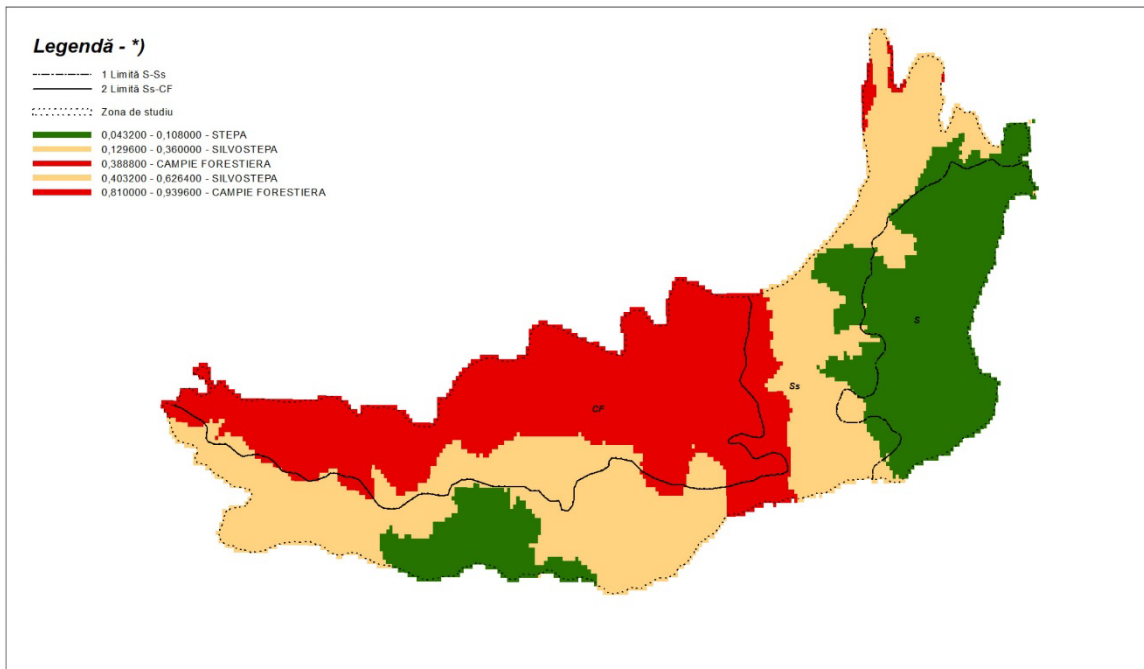 Legendă - *)
1 Limită S-Ss
2 Limită Ss-CF
Zona de studiu
0,043200 - 0,108000 - STEPA
0,129600 - 0,360000 - SILVOSTEPA
0,388800 - CAMPIE FORESTIERA
0,403200 - 0,626400 - SILVOSTEPA
0,810000 - 0,939600 - CAMPIE FORESTIERA
S
Ss
CF